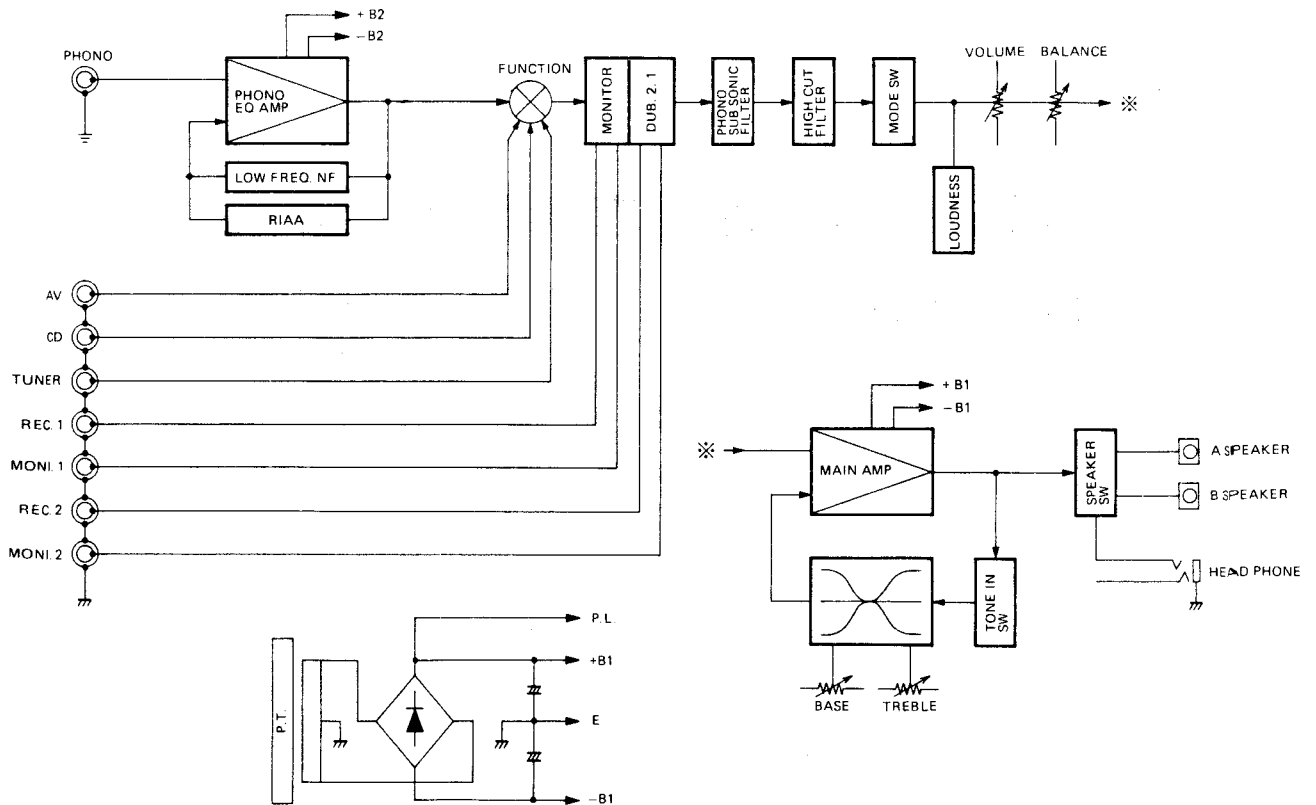 +B2
−B2
PHONO
PHONO
EQ AMP
LOW FREQ. NF
RIAA
FUNCTION
MONITOR
DUB. 2. 1
PHONO
SUB SONIC
FILTER
HIGH CUT
FILTER
MODE SW
LOUDNESS
VOLUME
BALANCE
※
AV
CD
TUNER
REC. 1
MONI. 1
REC. 2
MONI. 2
+B1
−B1
※
MAIN AMP
SPEAKER
SW
A SPEAKER
B SPEAKER
HEAD PHONE
TONE IN
SW
BASE
TREBLE
P.T.
P.L.
+B1
E
−B1